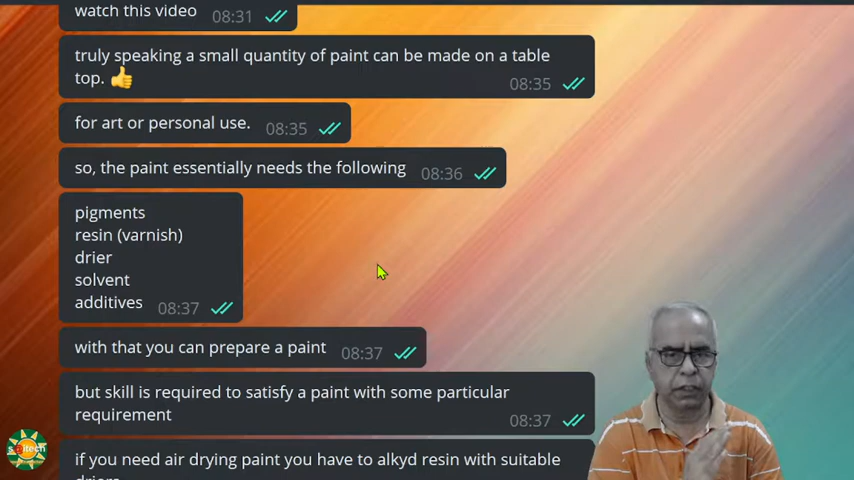 watch this video 08:31
truly speaking a small quantity of paint can be made on a table
top. 👍 08:35
for art or personal use. 08:35
so, the paint essentially needs the following 08:36
pigments
resin (varnish)
drier
solvent
additives 08:37
with that you can prepare a paint 08:37
but skill is required to satisfy a paint with some particular
requirement 08:37
if you need air drying paint you have to alkyd resin with suitable